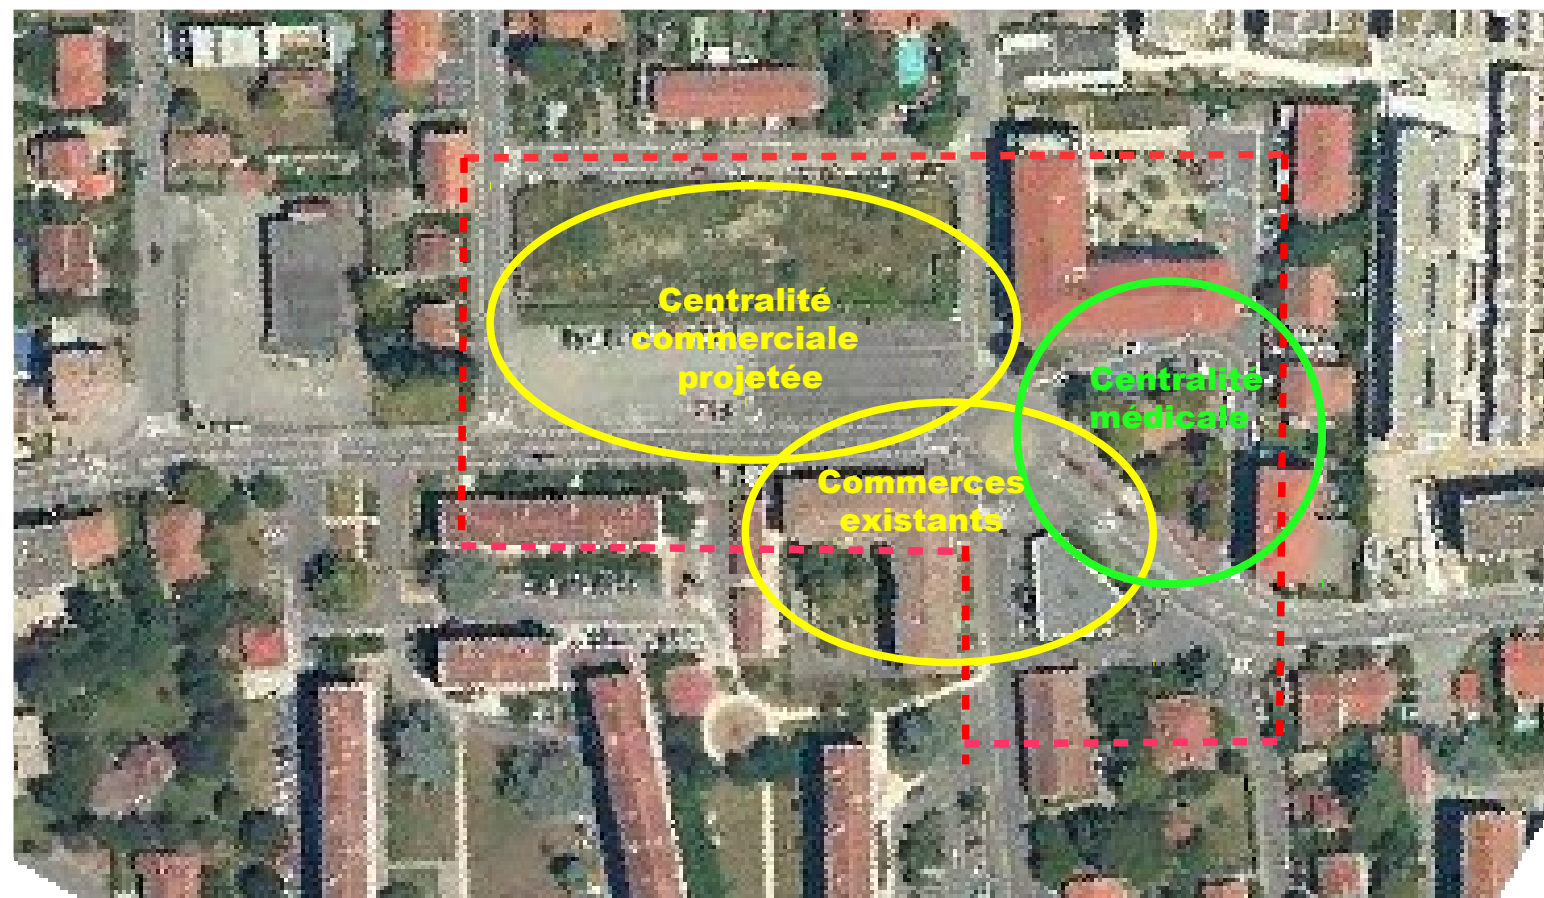 Centralité
commerciale
projetée
Centralité
médicale
Commerces
existants